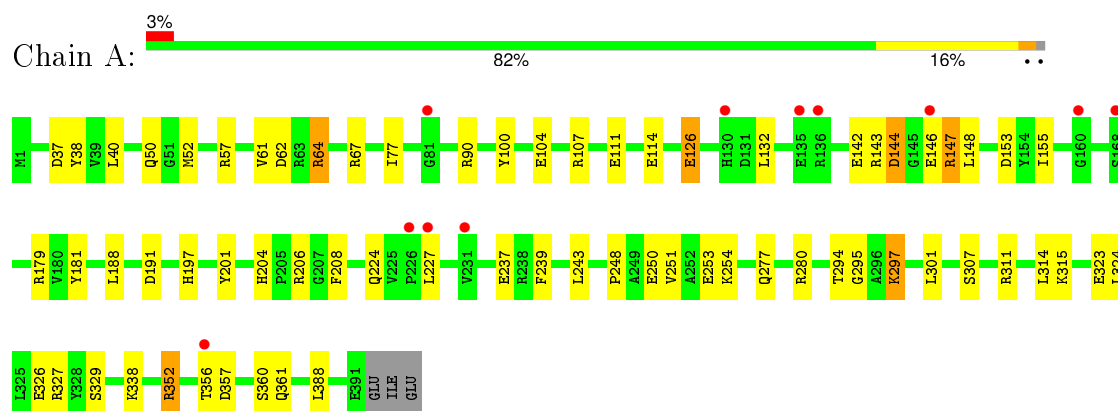 3%
Chain A:
82% 16% • •
M1 D37 Y38 V39 L40 Q50 G51 M52 R57 V61 D62 R63 R64 R67 I77 G81 R90 Y100 E104 R107 E111 E114 E126 H130 D131 L132 E135 R136 E142 R143 D144 G145 E146 R147 L148 D153 Y154 I155 G160
R179 V180 Y181 L188 D191 H197 Y201 H204 P205 R206 G207 F208 Q224 V225 P226 L227 V231 E237 R238 F239 L243 P248 A249 E250 V251 A252 E253 K254 Q277 R280 T294 G295 A296 K297 L301 S307 R311 L314 K315 E323 L324
L325 E326 R327 Y328 S329 K338 R352 T356 D357 S360 Q361 L388 E391 GLU ILE GLU